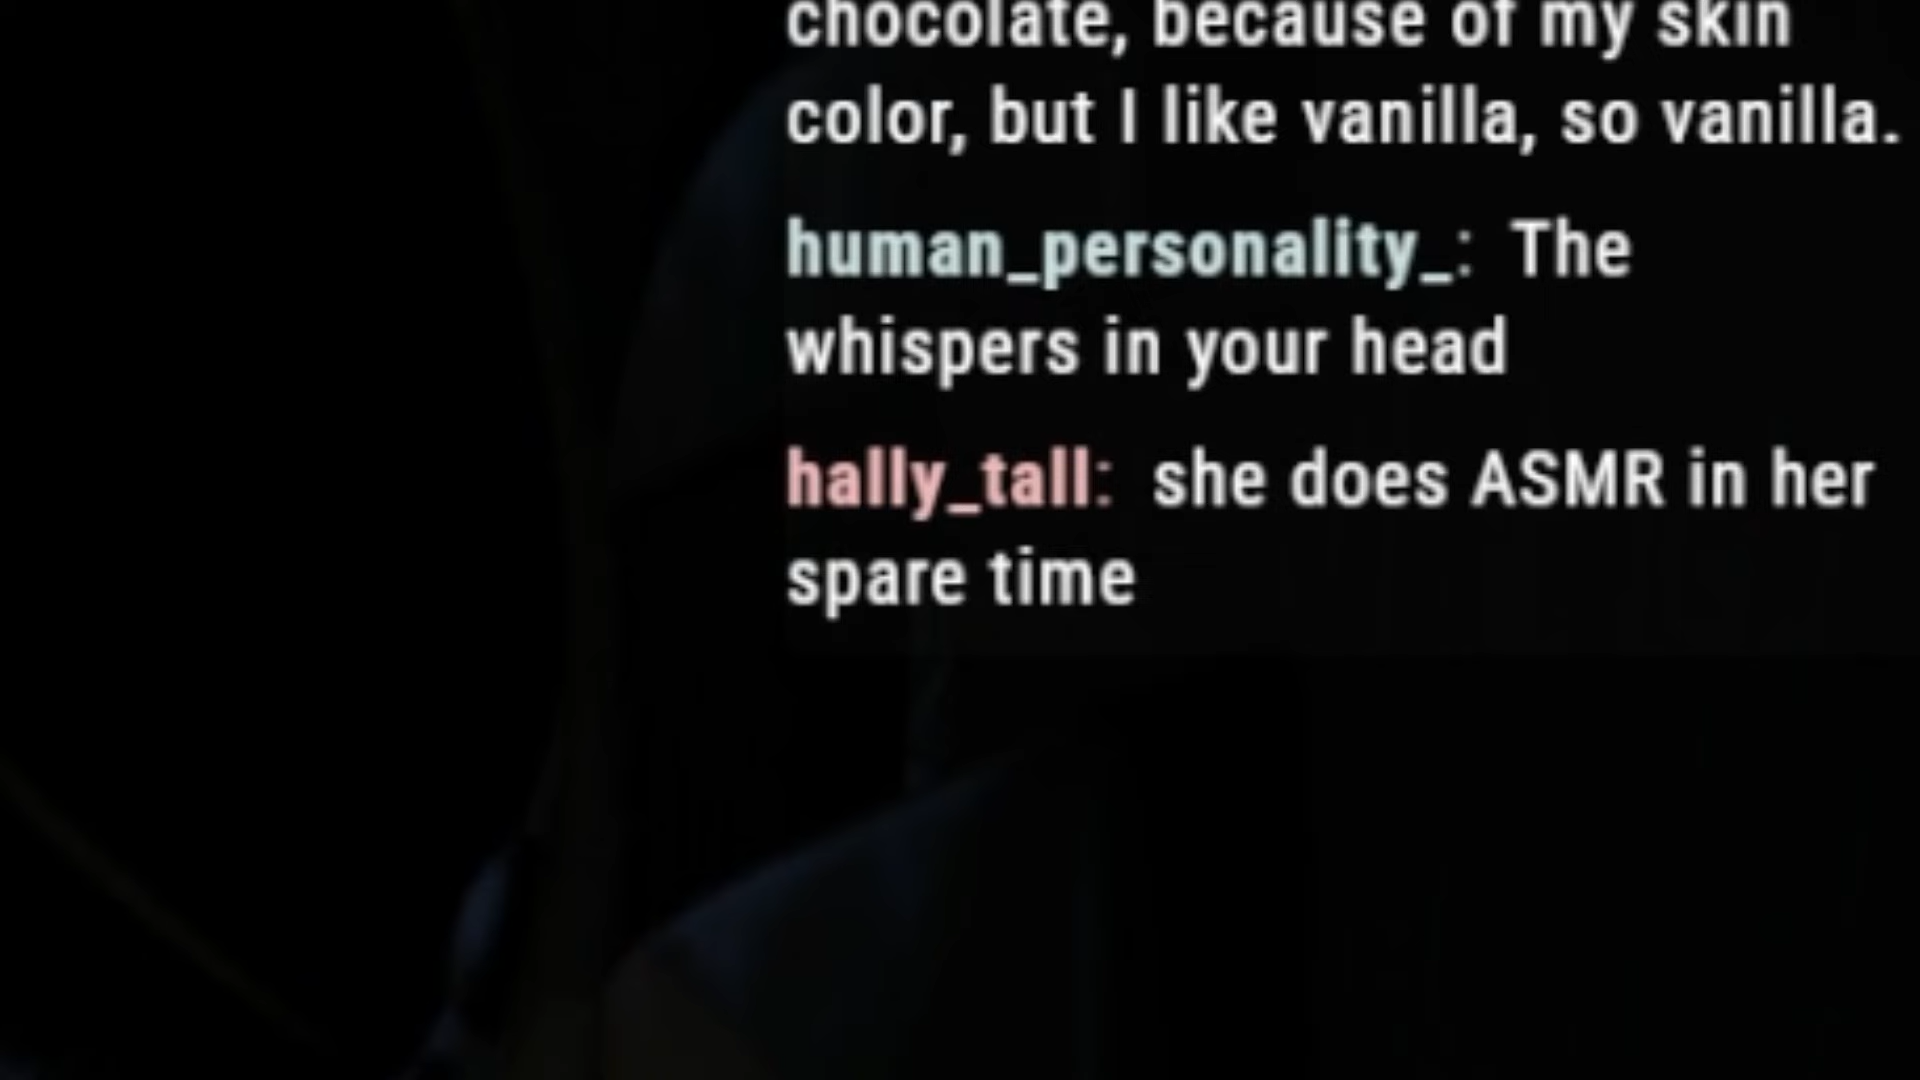 chocolate, because of my skin
color, but I like vanilla, so vanilla.
human_personality_: The
whispers in your head
hally_tall: she does ASMR in her
spare time